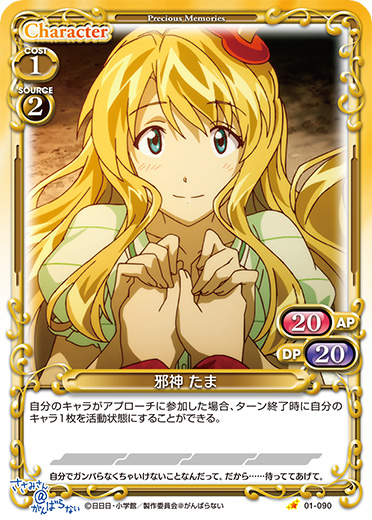 Precious Memories
Character
COST
1
SOURCE
2
20 AP
DP 20
邪神 たま
自分のキャラがアプローチに参加した場合、ターン終了時に自分の
キャラ1枚を活動状態にすることができる。
自分でガンバらなくちゃいけないことなんだって。だから……待っててあげて。
ささみさん
@
がんばらない
©日日日・小学館/製作委員会@がんばらない
01-090